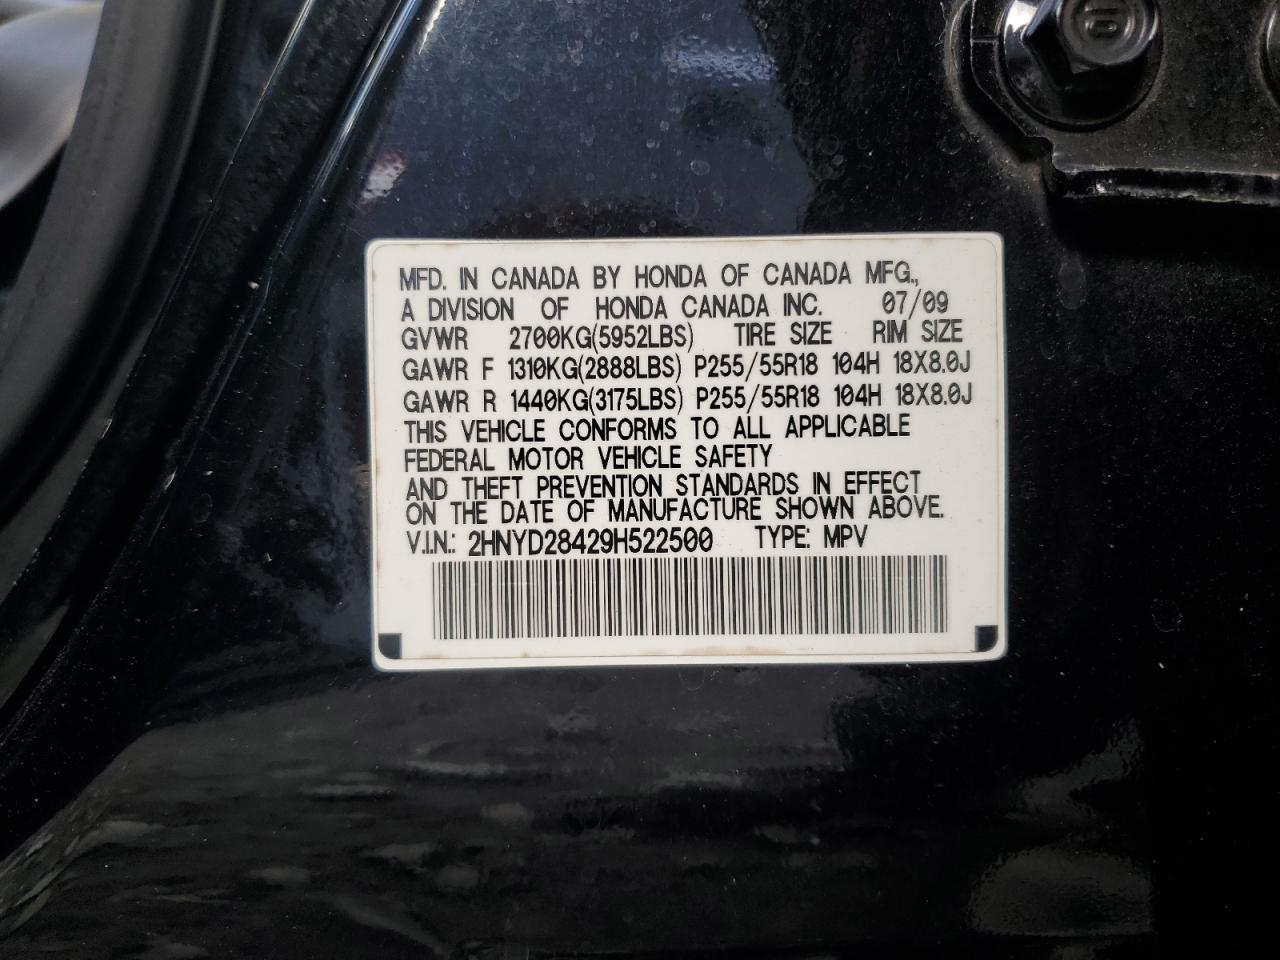 MFD. IN CANADA BY HONDA OF CANADA MFG.,
A DIVISION OF HONDA CANADA INC. 07/09
GVWR 2700KG(5952LBS) TIRE SIZE RIM SIZE
GAWR F 1310KG(2888LBS) P255/55R18 104H 18X8.0J
GAWR R 1440KG(3175LBS) P255/55R18 104H 18X8.0J
THIS VEHICLE CONFORMS TO ALL APPLICABLE
FEDERAL MOTOR VEHICLE SAFETY
AND THEFT PREVENTION STANDARDS IN EFFECT
ON THE DATE OF MANUFACTURE SHOWN ABOVE.
V.I.N.: 2HNYD28429H522500 TYPE: MPV